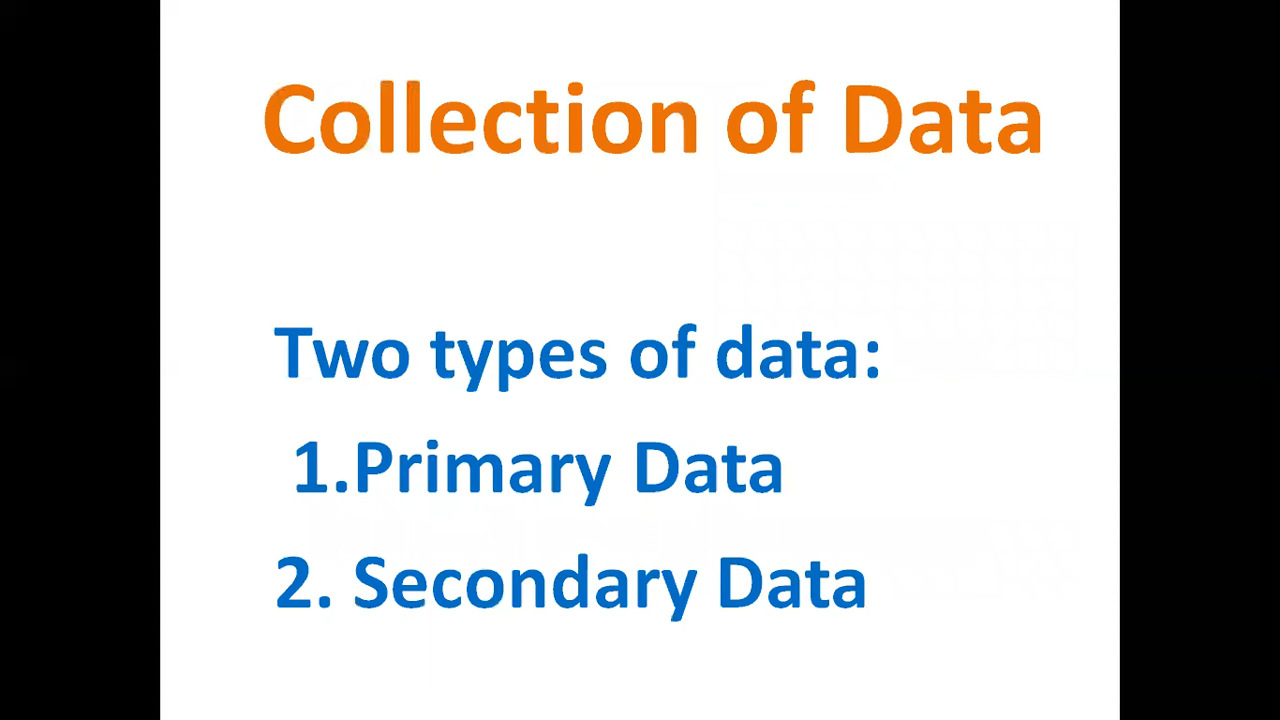 Collection of Data
Two types of data:
1.Primary Data
2. Secondary Data